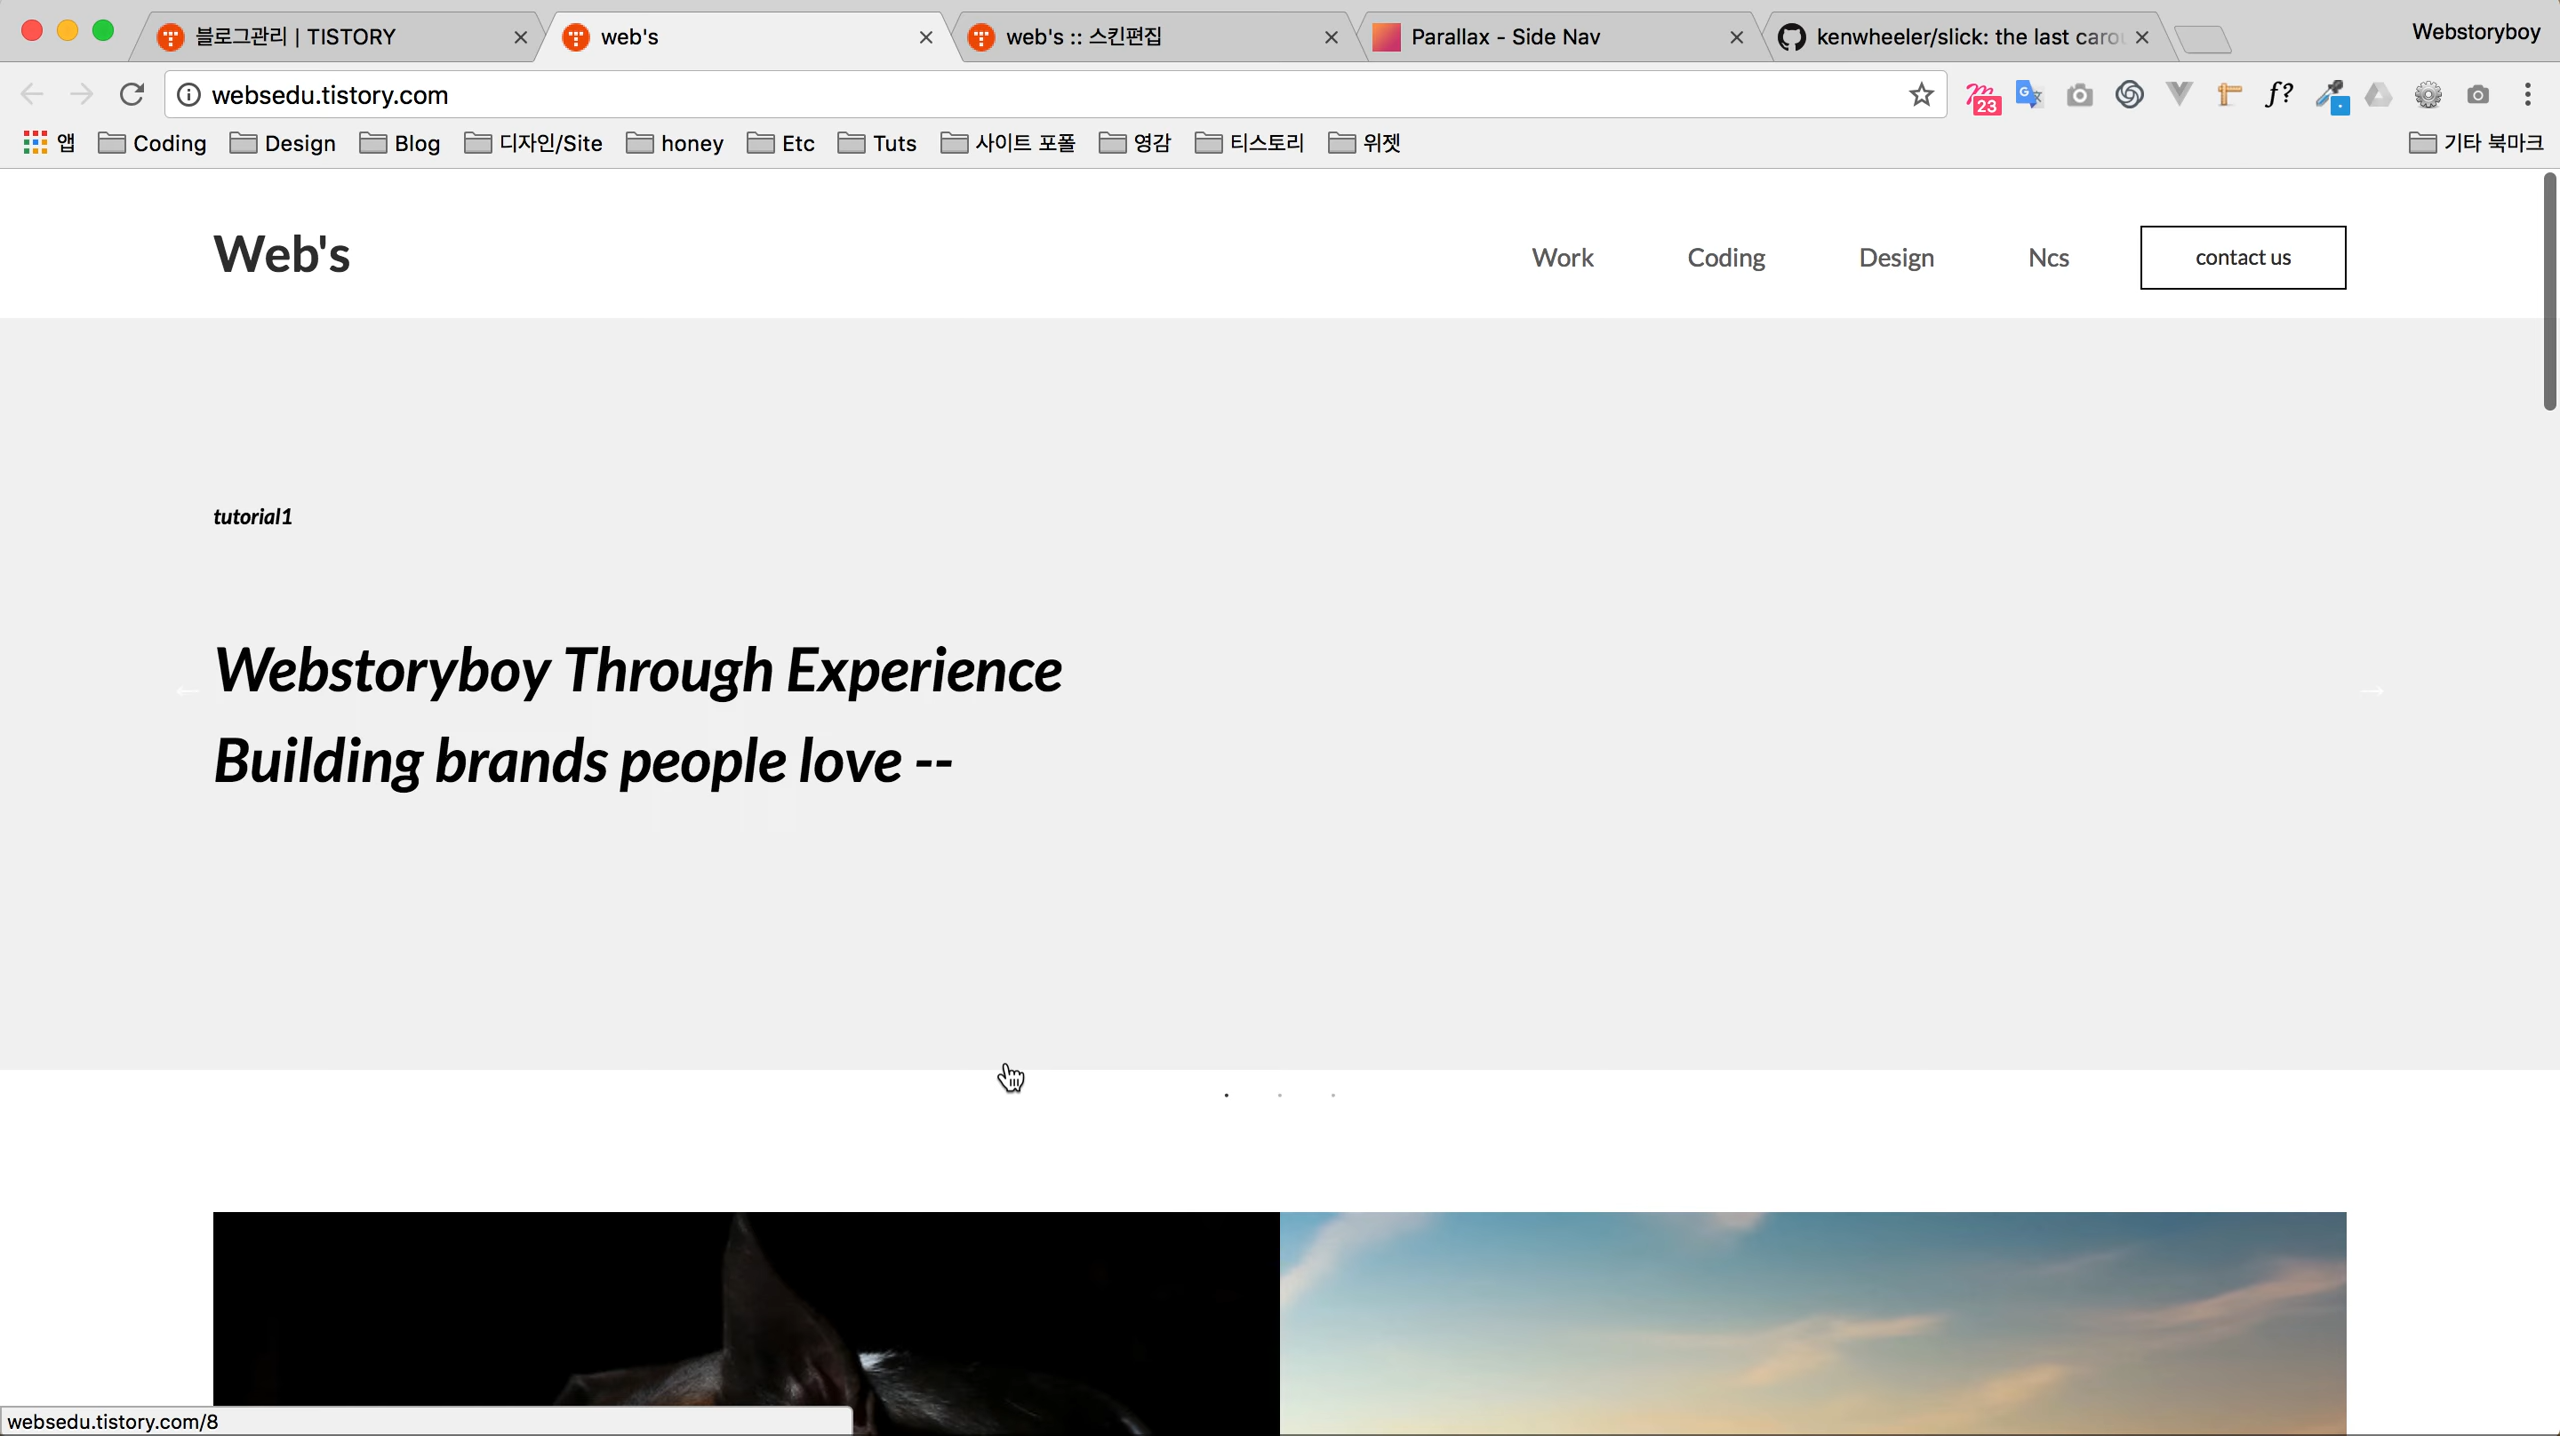 블로그관리 | TISTORY
web's
web's :: 스킨편집
Parallax - Side Nav
kenwheeler/slick: the last carou
Webstoryboy
websedu.tistory.com
23
f?
앱
Coding
Design
Blog
디자인/Site
honey
Etc
Tuts
사이트 포폴
영감
티스토리
위젯
기타 북마크
Web's
Work
Coding
Design
Ncs
contact us
tutorial1
Webstoryboy Through Experience
Building brands people love --
websedu.tistory.com/8